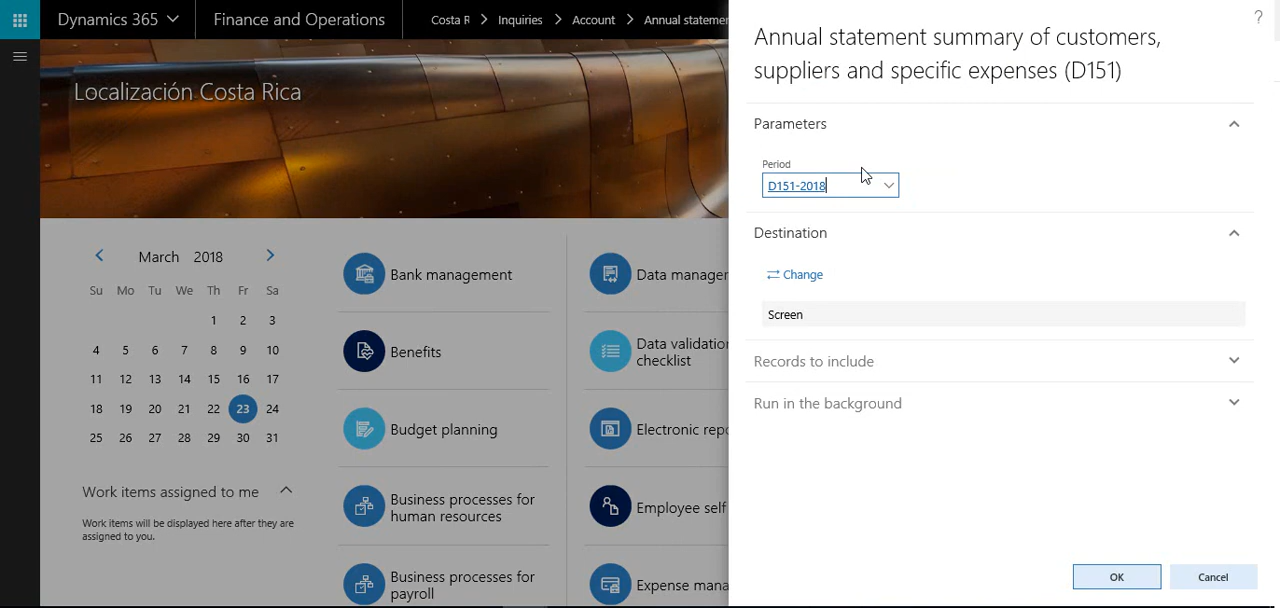 Dynamics 365
Finance and Operations
Costa R
Inquiries
Account
Annual stateme
?
Localización Costa Rica
March 2018
Su Mo Tu We Th Fr Sa
1 2 3
4 5 6 7 8 9 10
11 12 13 14 15 16 17
18 19 20 21 22 23 24
25 26 27 28 29 30 31
Work items assigned to me
Work items will be displayed here after they are
assigned to you.
Bank management
Benefits
Budget planning
Business processes for
human resources
Business processes for
payroll
Data manager
Data validation
checklist
Electronic repo
Employee self
Expense mana
Annual statement summary of customers,
suppliers and specific expenses (D151)
Parameters
Period
D151-2018
Destination
Change
Screen
Records to include
Run in the background
OK
Cancel